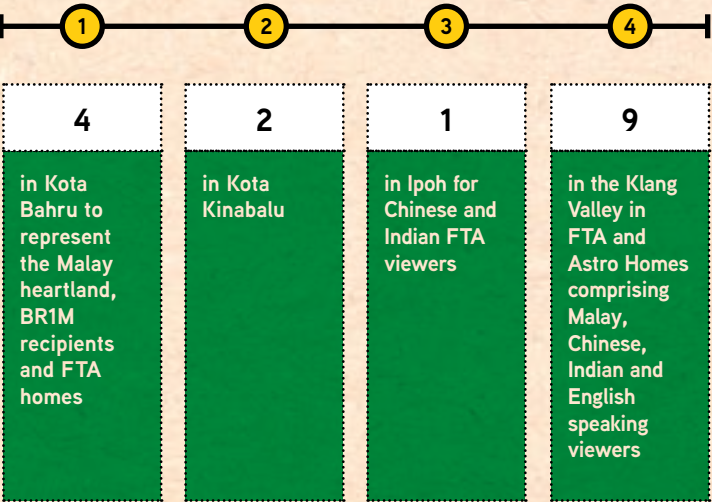 1
2
3
4
4
in Kota
Bahru to
represent
the Malay
heartland,
BR1M
recipients
and FTA
homes
2
in Kota
Kinabalu
1
in Ipoh for
Chinese and
Indian FTA
viewers
9
in the Klang
Valley in
FTA and
Astro Homes
comprising
Malay,
Chinese,
Indian and
English
speaking
viewers